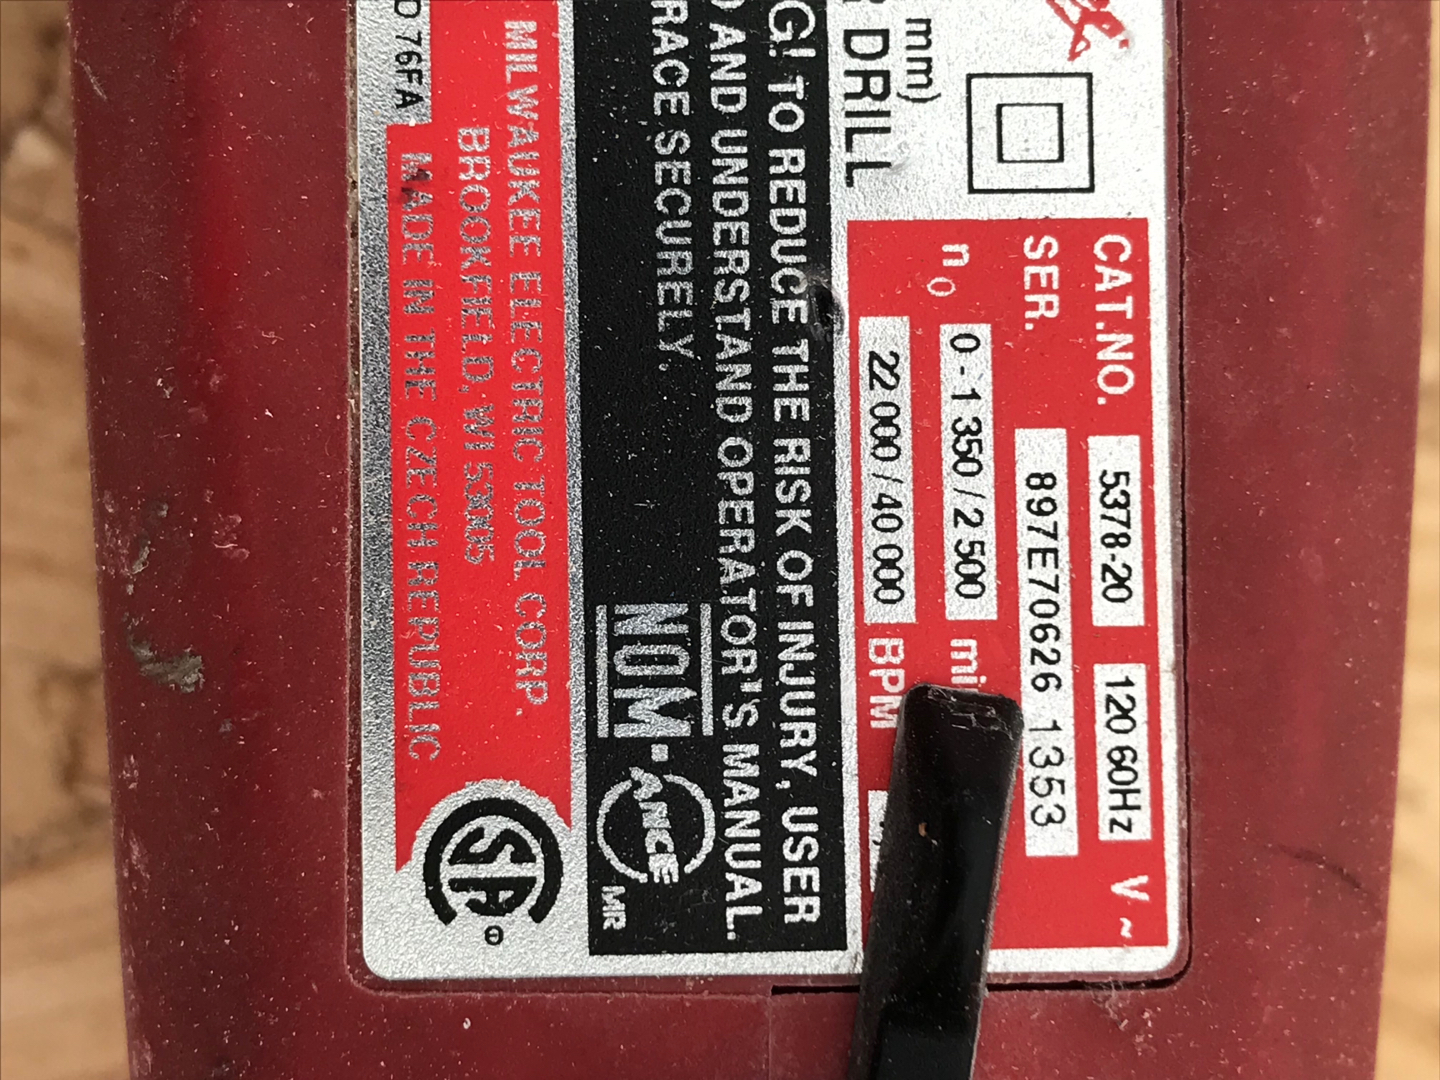 mm)
DRILL
CAT.NO. 5378-20 120 60Hz V ~
SER. 897E70626 1353
n0 0-1 350 / 2 500
22 000 / 40 000 BPM
TO REDUCE THE RISK OF INJURY, USER
AND UNDERSTAND OPERATOR'S MANUAL.
SECURELY.
NOM-ANCE MR
MILWAUKEE ELECTRIC TOOL CORP.
BROOKFIELD, WI 53005
76FA MADE IN THE CZECH REPUBLIC
SA